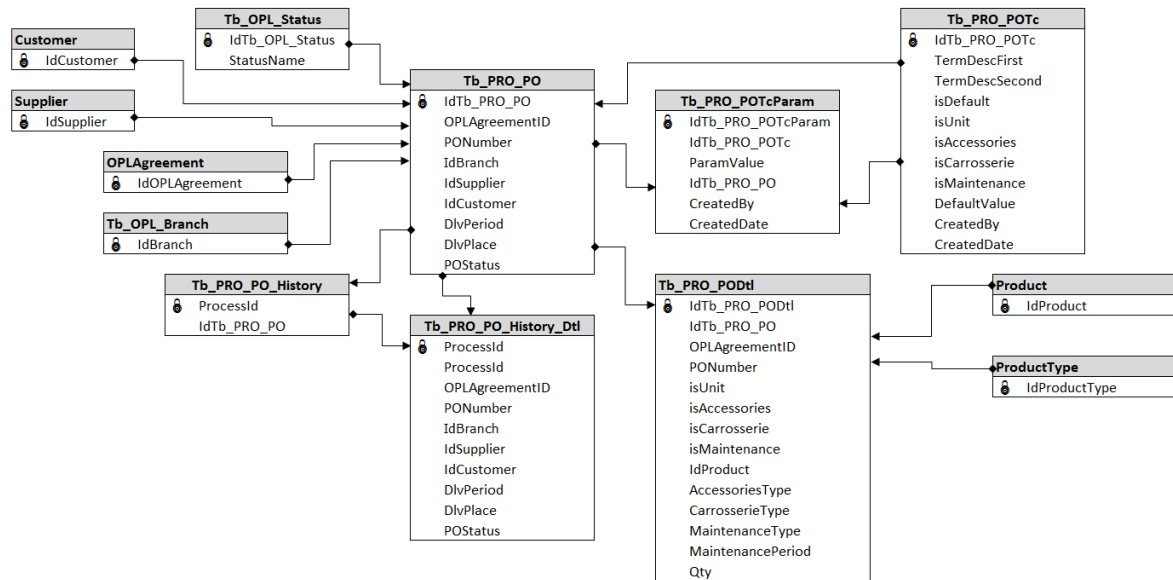 Tb_OPL_Status
IdTb_OPL_Status
StatusName
Customer
IdCustomer
Supplier
IdSupplier
OPLAgreement
IdOPLAgreement
Tb_OPL_Branch
IdBranch
Tb_PRO_PO
IdTb_PRO_PO
OPLAgreementID
PONumber
IdBranch
IdSupplier
IdCustomer
DlvPeriod
DlvPlace
POStatus
Tb_PRO_POTcParam
IdTb_PRO_POTcParam
IdTb_PRO_POTc
ParamValue
IdTb_PRO_PO
CreatedBy
CreatedDate
Tb_PRO_POTc
IdTb_PRO_POTc
TermDescFirst
TermDescSecond
isDefault
isUnit
isAccessories
isCarrosserie
isMaintenance
DefaultValue
CreatedBy
CreatedDate
Tb_PRO_PO_History
ProcessId
IdTb_PRO_PO
Tb_PRO_PO_History_Dtl
ProcessId
ProcessId
OPLAgreementID
PONumber
IdBranch
IdSupplier
IdCustomer
DlvPeriod
DlvPlace
POStatus
Tb_PRO_PODtl
IdTb_PRO_PODtl
IdTb_PRO_PO
OPLAgreementID
PONumber
isUnit
isAccessories
isCarrosserie
isMaintenance
IdProduct
AccessoriesType
CarrosserieType
MaintenanceType
MaintenancePeriod
Qty
Product
IdProduct
ProductType
IdProductType